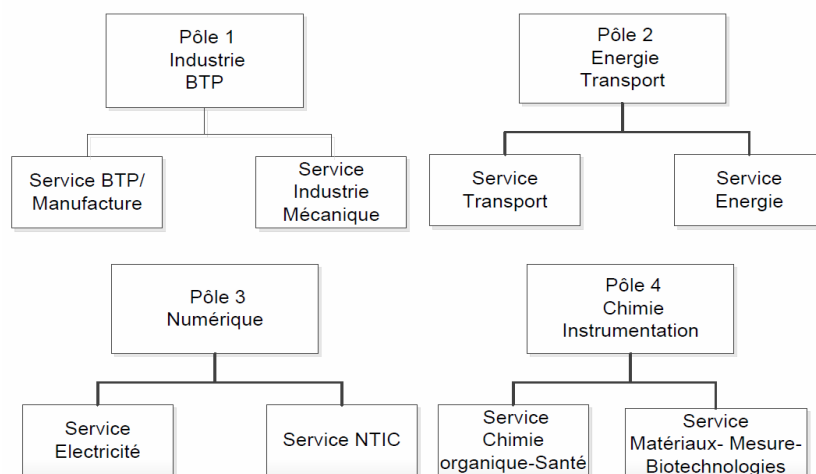 Pôle 1
Industrie
BTP
Pôle 2
Energie
Transport
Service BTP/
Manufacture
Service
Industrie
Mécanique
Service
Transport
Service
Energie
Pôle 3
Numérique
Pôle 4
Chimie
Instrumentation
Service
Electricité
Service NTIC
Service
Chimie
organique-Santé
Service
Matériaux- Mesure-
Biotechnologies